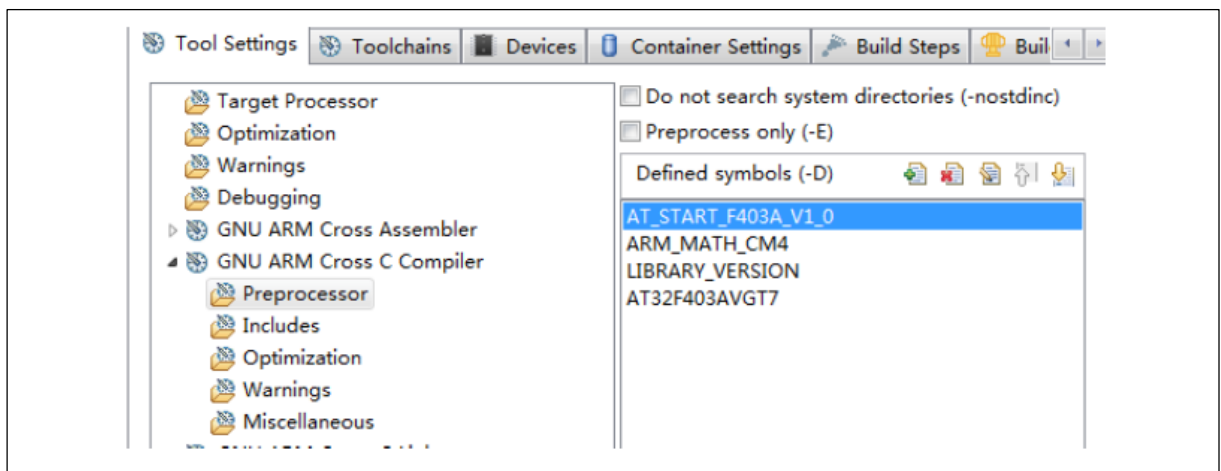 Tool Settings Toolchains Devices Container Settings Build Steps Buil
Target Processor
Optimization
Warnings
Debugging
GNU ARM Cross Assembler
GNU ARM Cross C Compiler
Preprocessor
Includes
Optimization
Warnings
Miscellaneous
Do not search system directories (-nostdinc)
Preprocess only (-E)
Defined symbols (-D)
AT_START_F403A_V1_0
ARM_MATH_CM4
LIBRARY_VERSION
AT32F403AVGT7